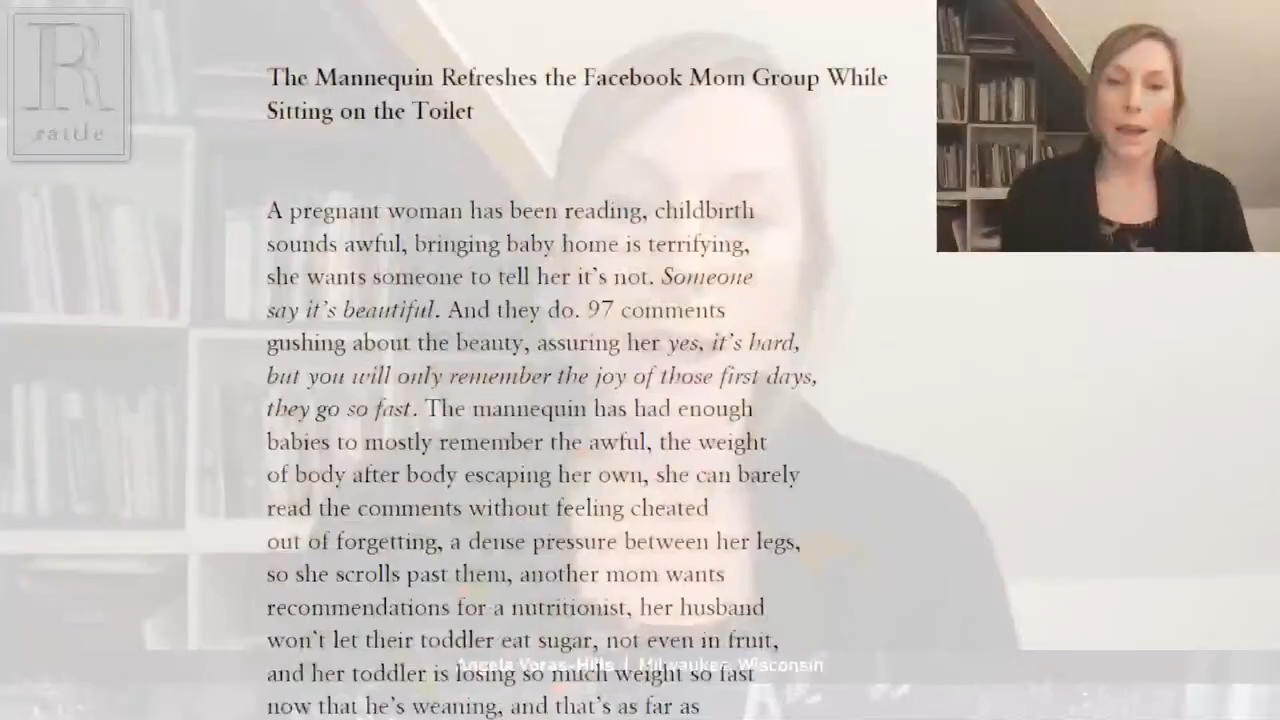 R
rattle
The Mannequin Refreshes the Facebook Mom Group While
Sitting on the Toilet
A pregnant woman has been reading, childbirth
sounds awful, bringing baby home is terrifying,
she wants someone to tell her it's not. Someone
say it's beautiful. And they do. 97 comments
gushing about the beauty, assuring her yes, it's hard,
but you will only remember the joy of those first days,
they go so fast. The mannequin has had enough
babies to mostly remember the awful, the weight
of body after body escaping her own, she can barely
read the comments without feeling cheated
out of forgetting, a dense pressure between her legs,
so she scrolls past them, another mom wants
recommendations for a nutritionist, her husband
won't let their toddler eat sugar, not even in fruit,
and her toddler is losing so much weight so fast
Angela Voras-Hills | Milwaukee, Wisconsin
now that he's weaning, and that's as far as